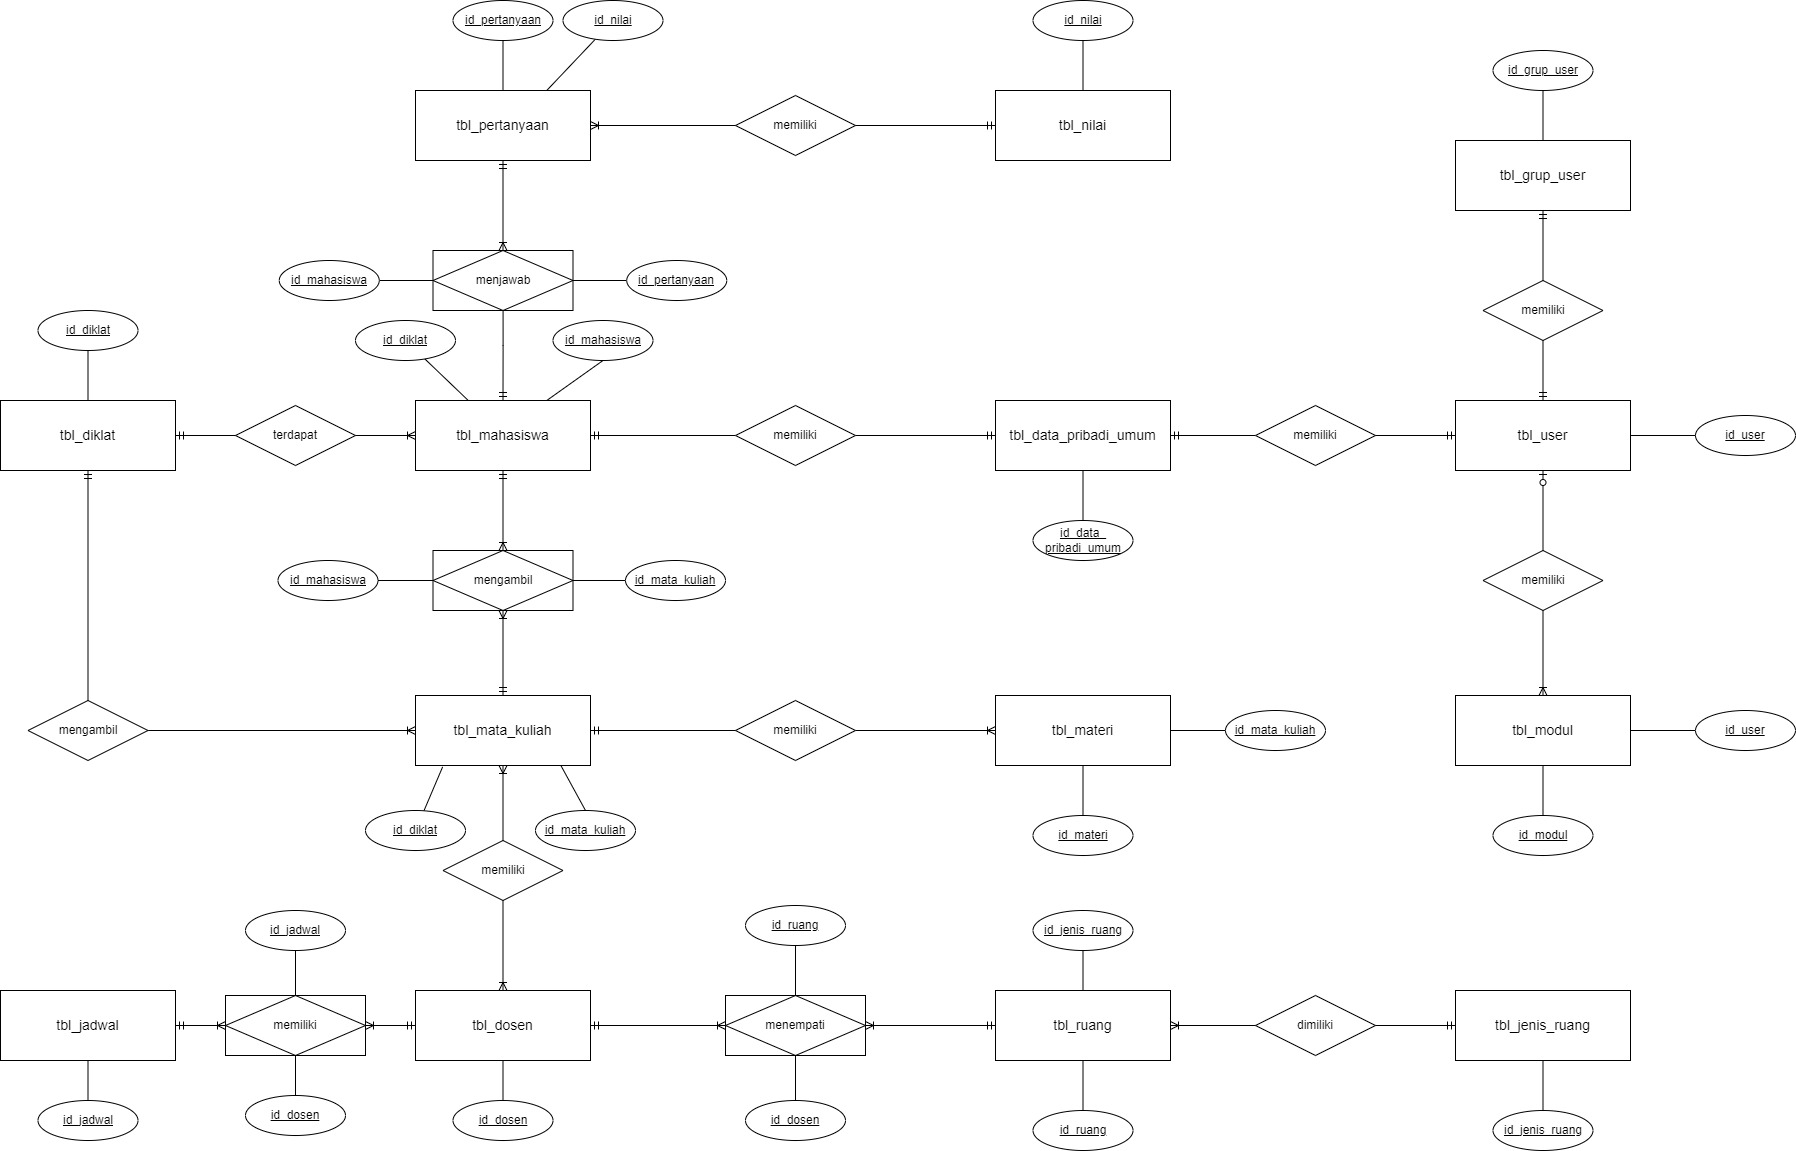 id_pertanyaan
id_nilai
id_nilai
id_grup_user
tbl_pertanyaan
memiliki
tbl_nilai
tbl_grup_user
id_mahasiswa
menjawab
id_pertanyaan
memiliki
id_diklat
id_diklat
id_mahasiswa
tbl_diklat
terdapat
tbl_mahasiswa
memiliki
tbl_data_pribadi_umum
memiliki
tbl_user
id_user
id_data_
pribadi_umum
id_mahasiswa
mengambil
id_mata_kuliah
memiliki
mengambil
tbl_mata_kuliah
memiliki
tbl_materi
id_mata_kuliah
tbl_modul
id_user
id_diklat
id_mata_kuliah
id_materi
id_modul
memiliki
id_jadwal
id_ruang
id_jenis_ruang
tbl_jadwal
memiliki
tbl_dosen
menempati
tbl_ruang
dimiliki
tbl_jenis_ruang
id_jadwal
id_dosen
id_dosen
id_dosen
id_ruang
id_jenis_ruang